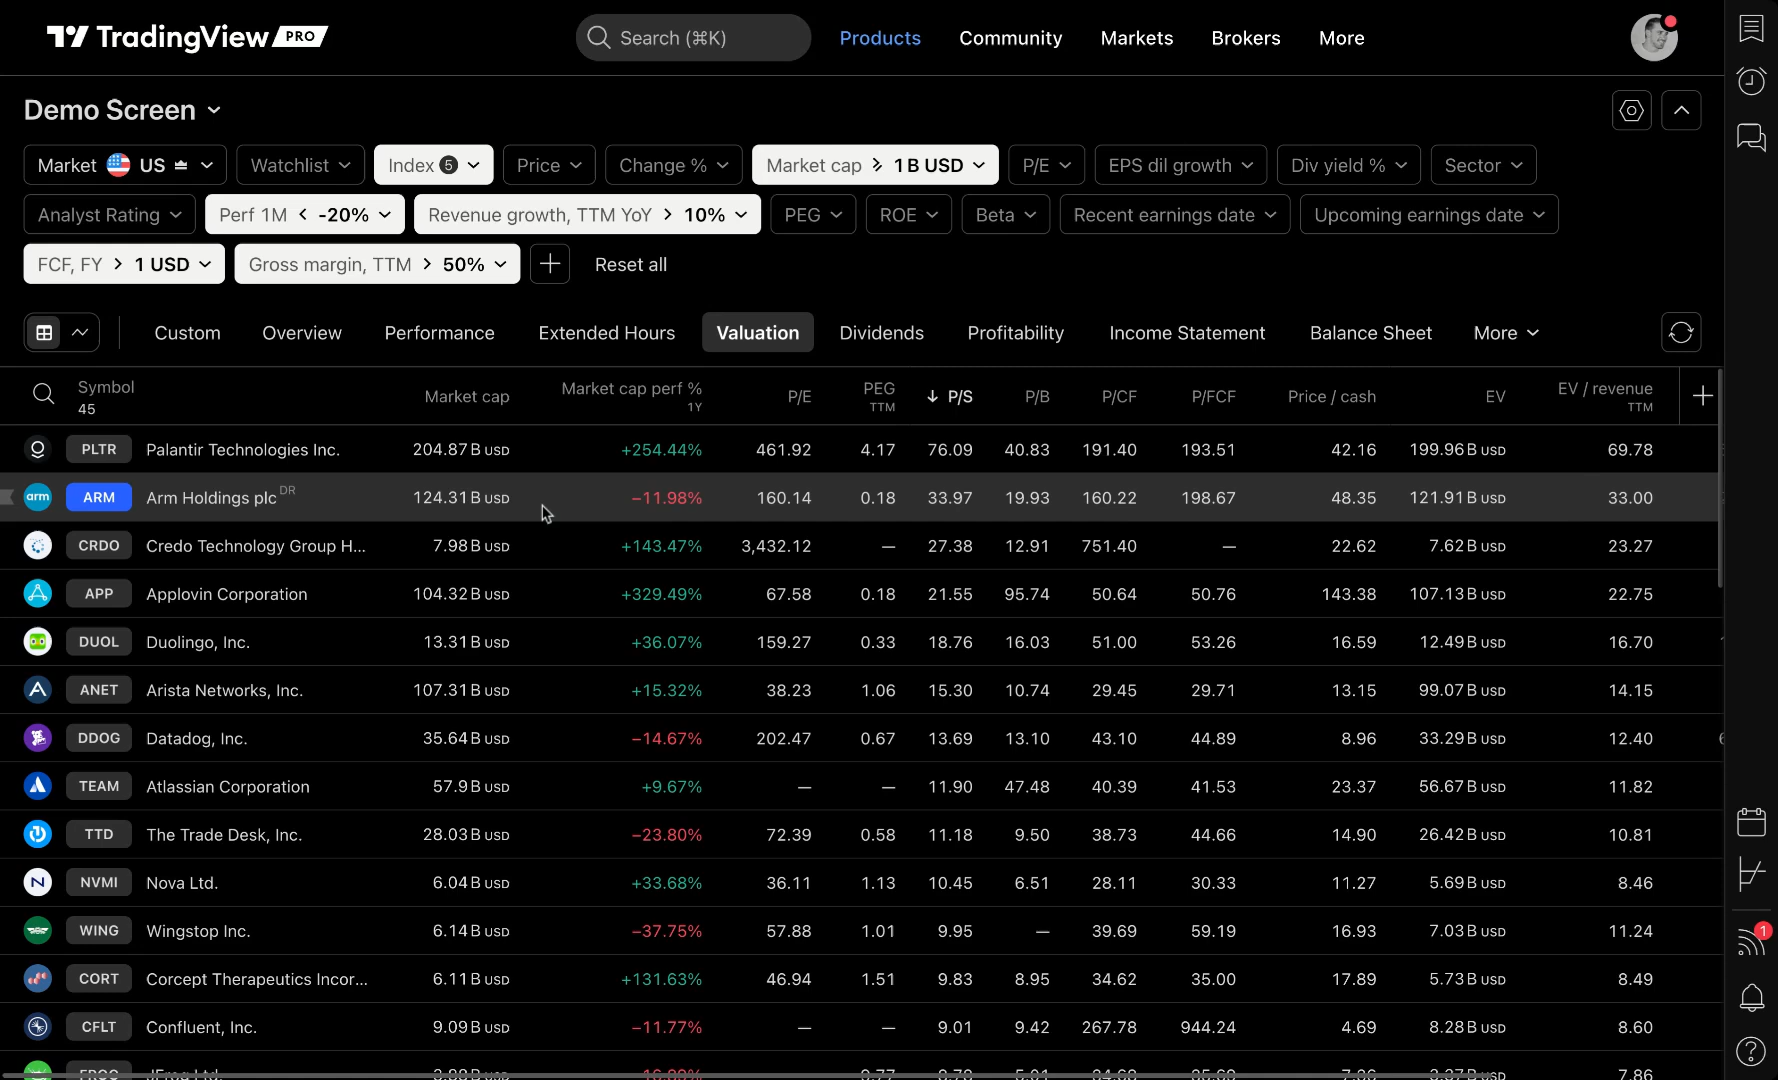 TradingView PRO
Search (⌘K)
Products Community Markets Brokers More
Demo Screen
Market US Watchlist Index 5 Price Change % Market cap ≥ 1 B USD P/E EPS dil growth Div yield % Sector
Analyst Rating Perf 1M < -20% Revenue growth, TTM YoY > 10% PEG ROE Beta Recent earnings date Upcoming earnings date
FCF, FY > 1 USD Gross margin, TTM > 50% + Reset all
Custom Overview Performance Extended Hours Valuation Dividends Profitability Income Statement Balance Sheet More
Symbol 45 Market cap Market cap perf % 1Y P/E PEG TTM ↓ P/S P/B P/CF P/FCF Price / cash EV EV / revenue TTM +
PLTR Palantir Technologies Inc. 204.87 B USD +254.44% 461.92 4.17 76.09 40.83 191.40 193.51 42.16 199.96 B USD 69.78
arm ARM Arm Holdings plc DR 124.31 B USD −11.98% 160.14 0.18 33.97 19.93 160.22 198.67 48.35 121.91 B USD 33.00
CRDO Credo Technology Group H... 7.98 B USD +143.47% 3,432.12 — 27.38 12.91 751.40 — 22.62 7.62 B USD 23.27
APP Applovin Corporation 104.32 B USD +329.49% 67.58 0.18 21.55 95.74 50.64 50.76 143.38 107.13 B USD 22.75
DUOL Duolingo, Inc. 13.31 B USD +36.07% 159.27 0.33 18.76 16.03 51.00 53.26 16.59 12.49 B USD 16.70
ANET Arista Networks, Inc. 107.31 B USD +15.32% 38.23 1.06 15.30 10.74 29.45 29.71 13.15 99.07 B USD 14.15
DDOG Datadog, Inc. 35.64 B USD −14.67% 202.47 0.67 13.69 13.10 43.10 44.89 8.96 33.29 B USD 12.40
TEAM Atlassian Corporation 57.9 B USD +9.67% — — 11.90 47.48 40.39 41.53 23.37 56.67 B USD 11.82
TTD The Trade Desk, Inc. 28.03 B USD −23.80% 72.39 0.58 11.18 9.50 38.73 44.66 14.90 26.42 B USD 10.81
N NVMI Nova Ltd. 6.04 B USD +33.68% 36.11 1.13 10.45 6.51 28.11 30.33 11.27 5.69 B USD 8.46
WING Wingstop Inc. 6.14 B USD −37.75% 57.88 1.01 9.95 — 39.69 59.19 16.93 7.03 B USD 11.24
1
CORT Corcept Therapeutics Incor... 6.11 B USD +131.63% 46.94 1.51 9.83 8.95 34.62 35.00 17.89 5.73 B USD 8.49
CFLT Confluent, Inc. 9.09 B USD −11.77% — — 9.01 9.42 267.78 944.24 4.69 8.28 B USD 8.60
7.86